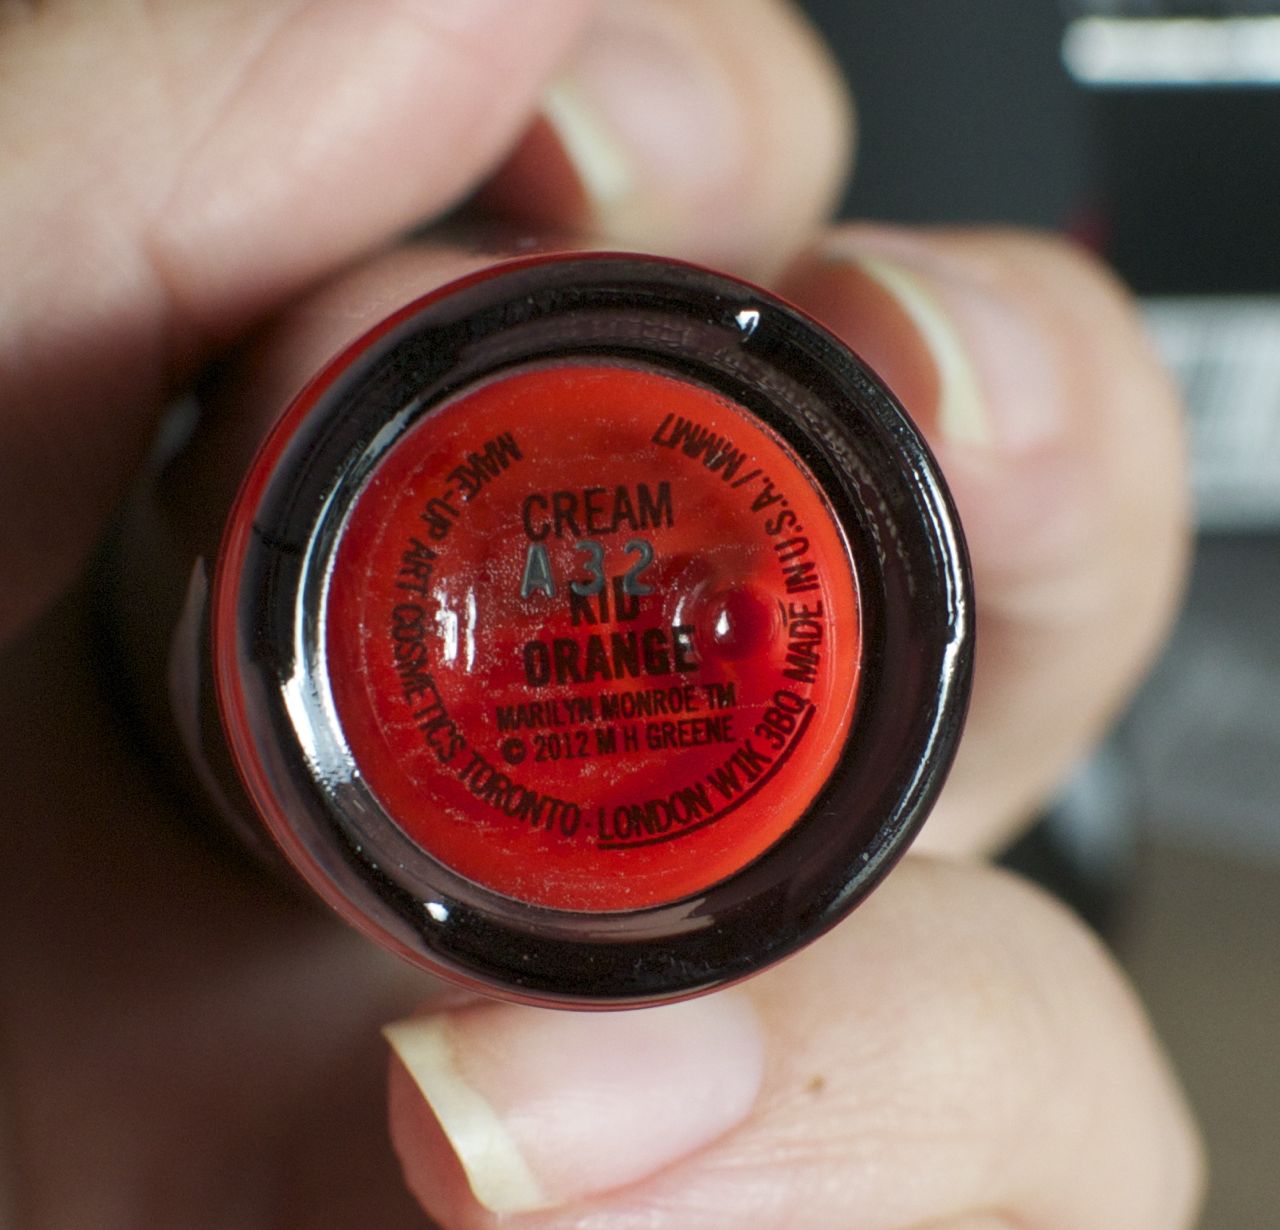 MAKE-UP ART COSMETICS TORONTO · LONDON W1K 3BQ MADE IN U.S.A./
CREAM
A32
KID
ORANGE
MARILYN MONROE TM
© 2012 M H GREENE